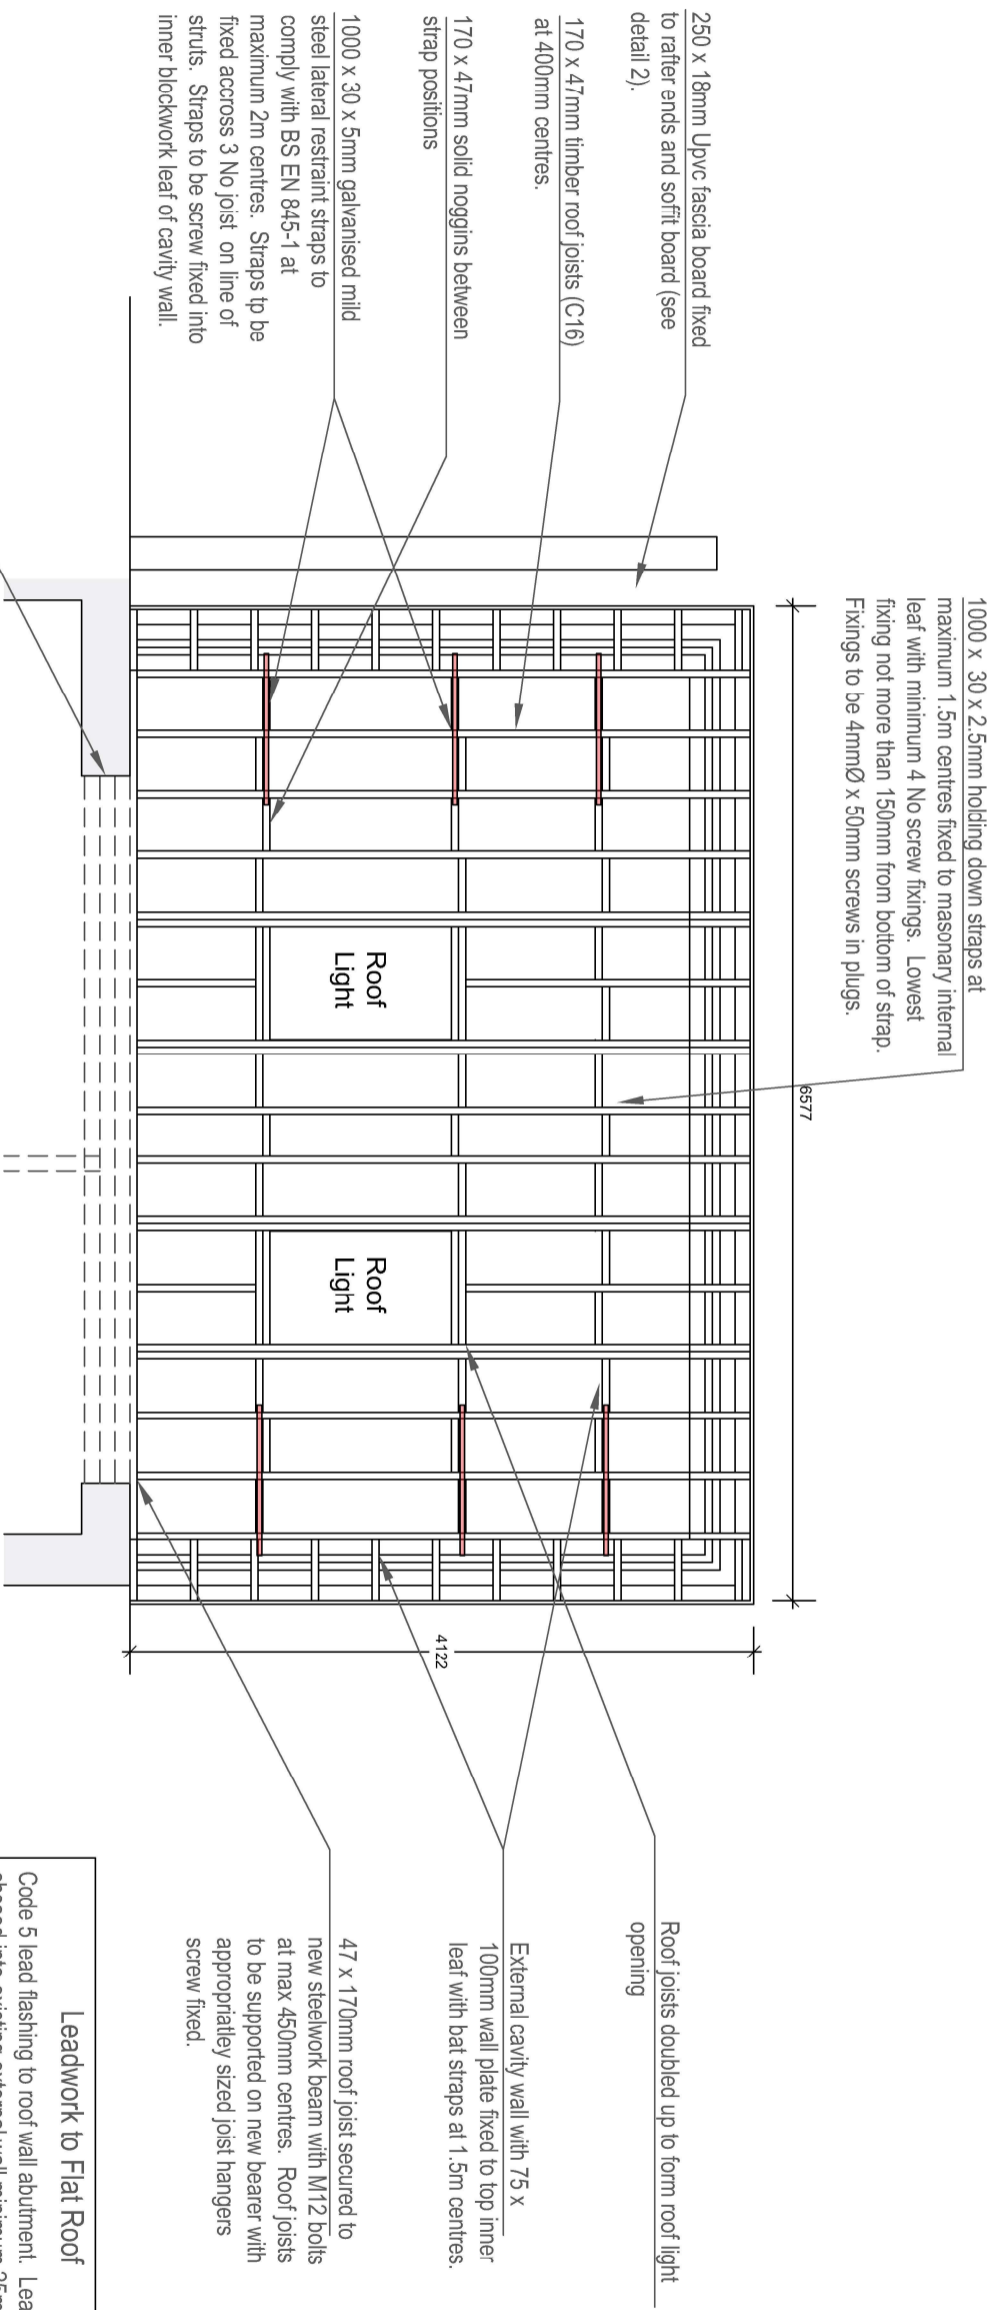 1000 x 30 x 2.5mm holding down straps at
maximum 1.5m centres fixed to masonary internal
leaf with minimum 4 No screw fixings. Lowest
fixing not more than 150mm from bottom of strap.
Fixings to be 4mmØ x 50mm screws in plugs.
250 x 18mm Upvc fascia board fixed
to rafter ends and soffit board (see
detail 2).
170 x 47mm timber roof joists (C16)
at 400mm centres.
170 x 47mm solid noggins between
strap positions
1000 x 30 x 5mm galvanised mild
steel lateral restraint straps to
comply with BS EN 845-1 at
maximum 2m centres. Straps tp be
fixed accross 3 No joist on line of
struts. Straps to be screw fixed into
inner blockwork leaf of cavity wall.
6577
Roof
Light
Roof
Light
4122
Roof joists doubled up to form roof light
opening
External cavity wall with 75 x
100mm wall plate fixed to top inner
leaf with bat straps at 1.5m centres.
47 x 170mm roof joist secured to
new steelwork beam with M12 bolts
at max 450mm centres. Roof joists
to be supported on new bearer with
appropriatley sized joist hangers
screw fixed.
Leadwork to Flat Roof
Code 5 lead flashing to roof wall abutment.